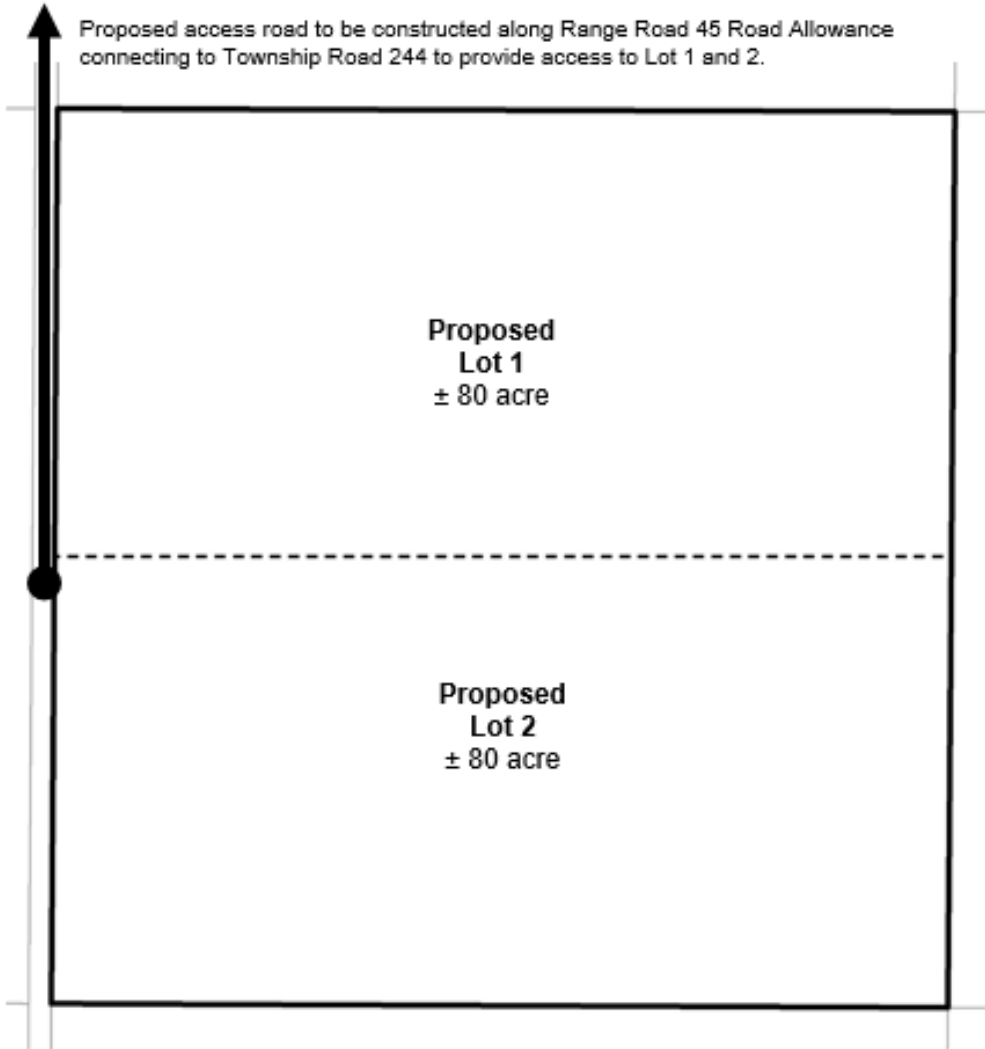 Proposed access road to be constructed along Range Road 45 Road Allowance
connecting to Township Road 244 to provide access to Lot 1 and 2.
Proposed
Lot 1
± 80 acre
Proposed
Lot 2
± 80 acre